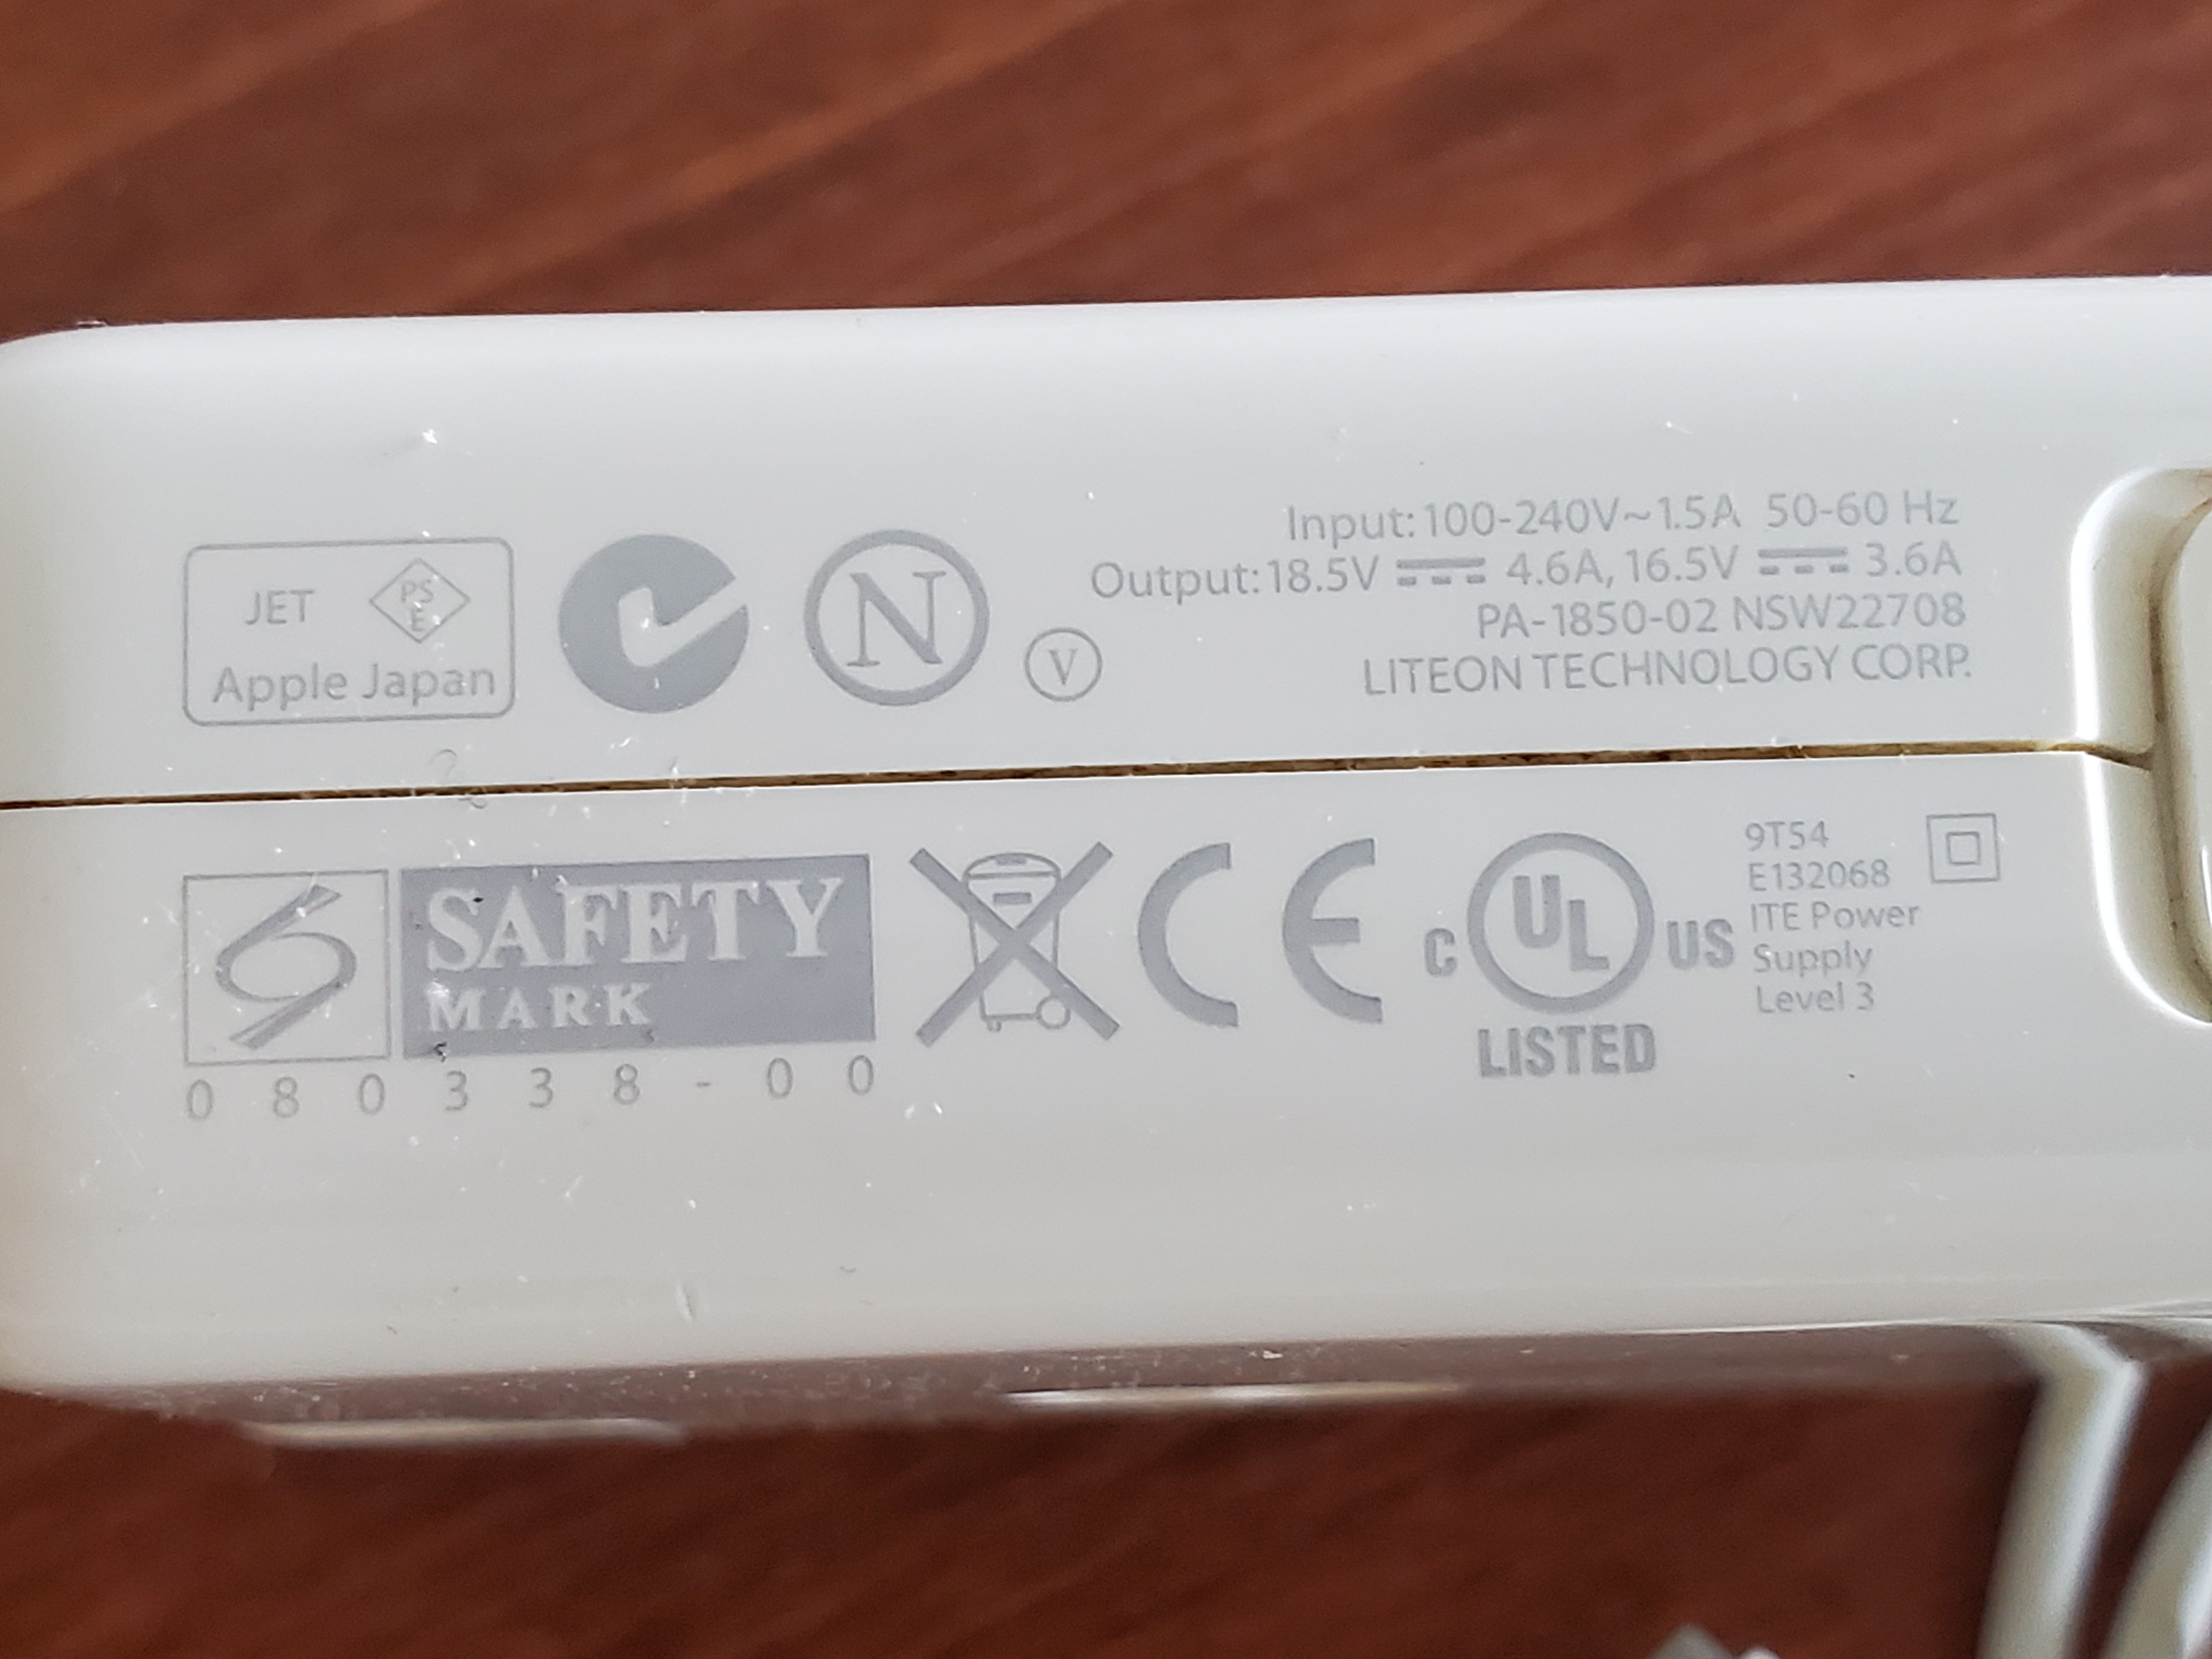 Input: 100-240V~1.5A 50-60 Hz
Output: 18.5V ⎓ 4.6A, 16.5V ⎓ 3.6A
PA-1850-02 NSW22708
LITEON TECHNOLOGY CORP.
JET
PS
E
Apple Japan
N
V
SAFETY
MARK
080338-00
CE
C UL US
LISTED
9T54
E132068
ITE Power
Supply
Level 3